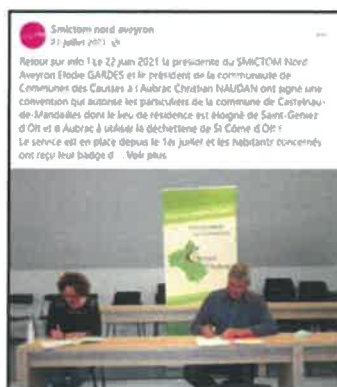 Smictom nord aveyron
21 juillet 2021
Retour sur info ! Le 22 juin 2021 la présidente du SMICTOM Nord
Aveyron Elodie GARDES et le président de la communauté de
Communes des Causses à l Aubrac Christian NAUDAN ont signé une
convention qui autorise les particuliers de la commune de Castelnau-
de-Mandailles dont le lieu de résidence est éloigné de Saint-Geniez
d Olt et d Aubrac à utiliser la déchetterie de St Côme d Olt !
Le service est en place depuis le 1er juillet et les habitants concernés
ont reçu leur badge d... Voir plus